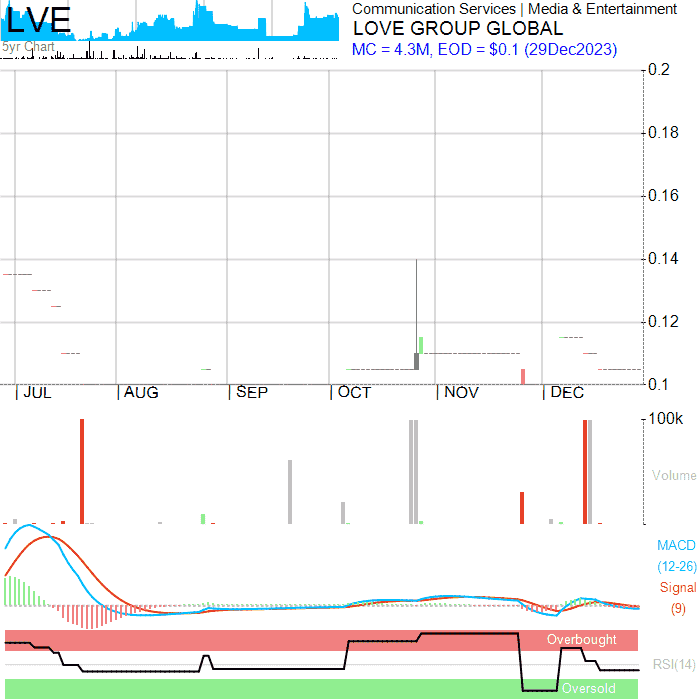 LVE
5yr Chart
Communication Services | Media & Entertainment
LOVE GROUP GLOBAL
MC = 4.3M, EOD = $0.1 (29Dec2023)
0.2
0.18
0.16
0.14
0.12
0.1
JUL AUG SEP OCT NOV DEC
100k
Volume
MACD
(12-26)
Signal
(9)
Overbought
RSI(14)
Oversold